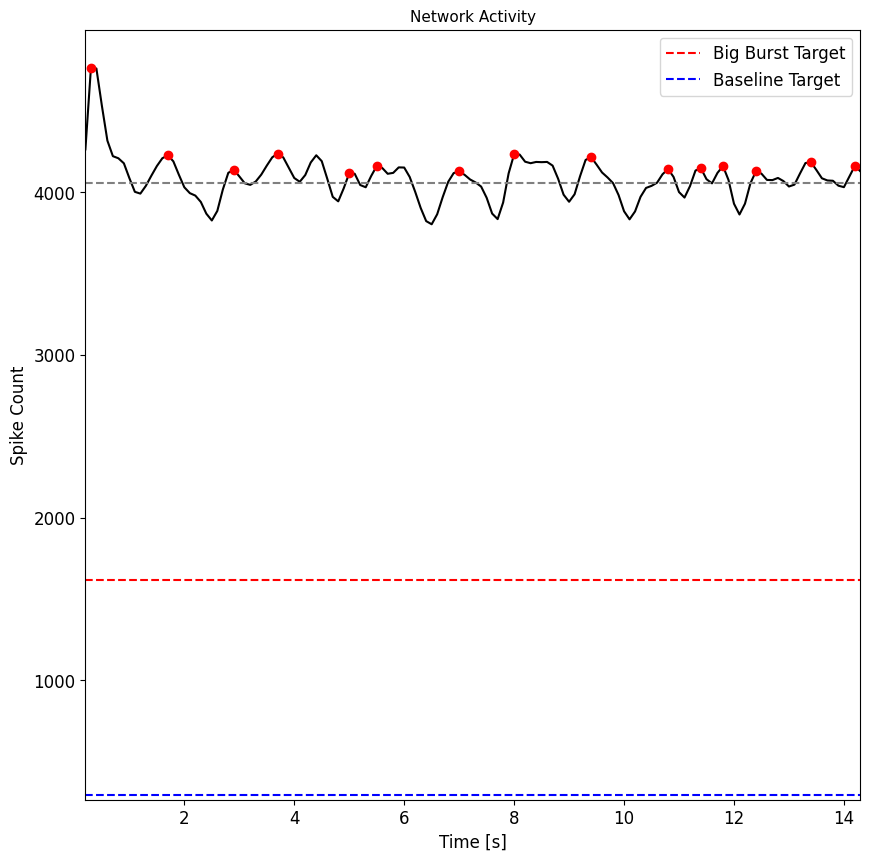 Network Activity
Big Burst Target
Baseline Target
Spike Count
4000
3000
2000
1000
2
4
6
8
10
12
14
Time [s]